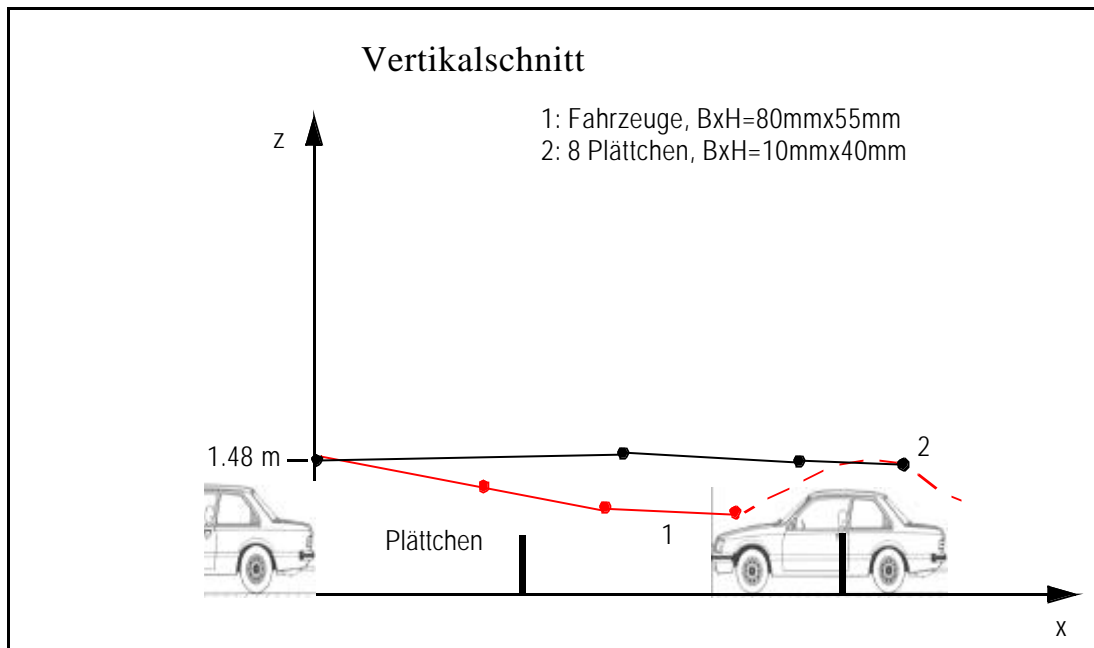 Vertikalschnitt
1: Fahrzeuge, BxH=80mmx55mm
2: 8 Plättchen, BxH=10mmx40mm
z
1.48 m
2
1
Plättchen
x